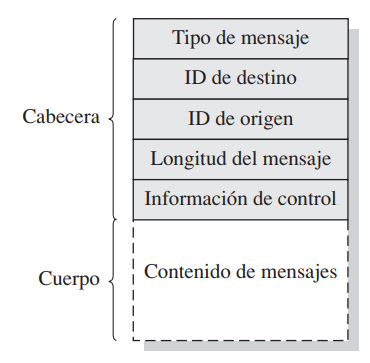 Tipo de mensaje
ID de destino
Cabecera
ID de origen
Longitud del mensaje
Información de control
Cuerpo
Contenido de mensajes